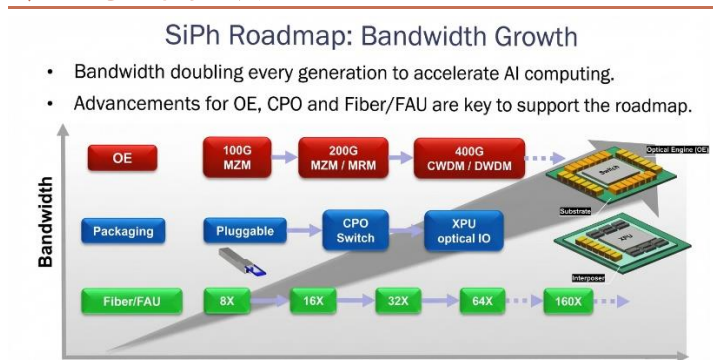 SiPh Roadmap: Bandwidth Growth
• Bandwidth doubling every generation to accelerate AI computing.
• Advancements for OE, CPO and Fiber/FAU are key to support the roadmap.
Bandwidth
OE
100G
MZM
200G
MZM / MRM
400G
CWDM / DWDM
Optical Engine (OE)
Switch
Substrate
Packaging
Pluggable
CPO
Switch
XPU
optical IO
XPU
Interposer
Fiber/FAU
8X
16X
32X
64X
160X